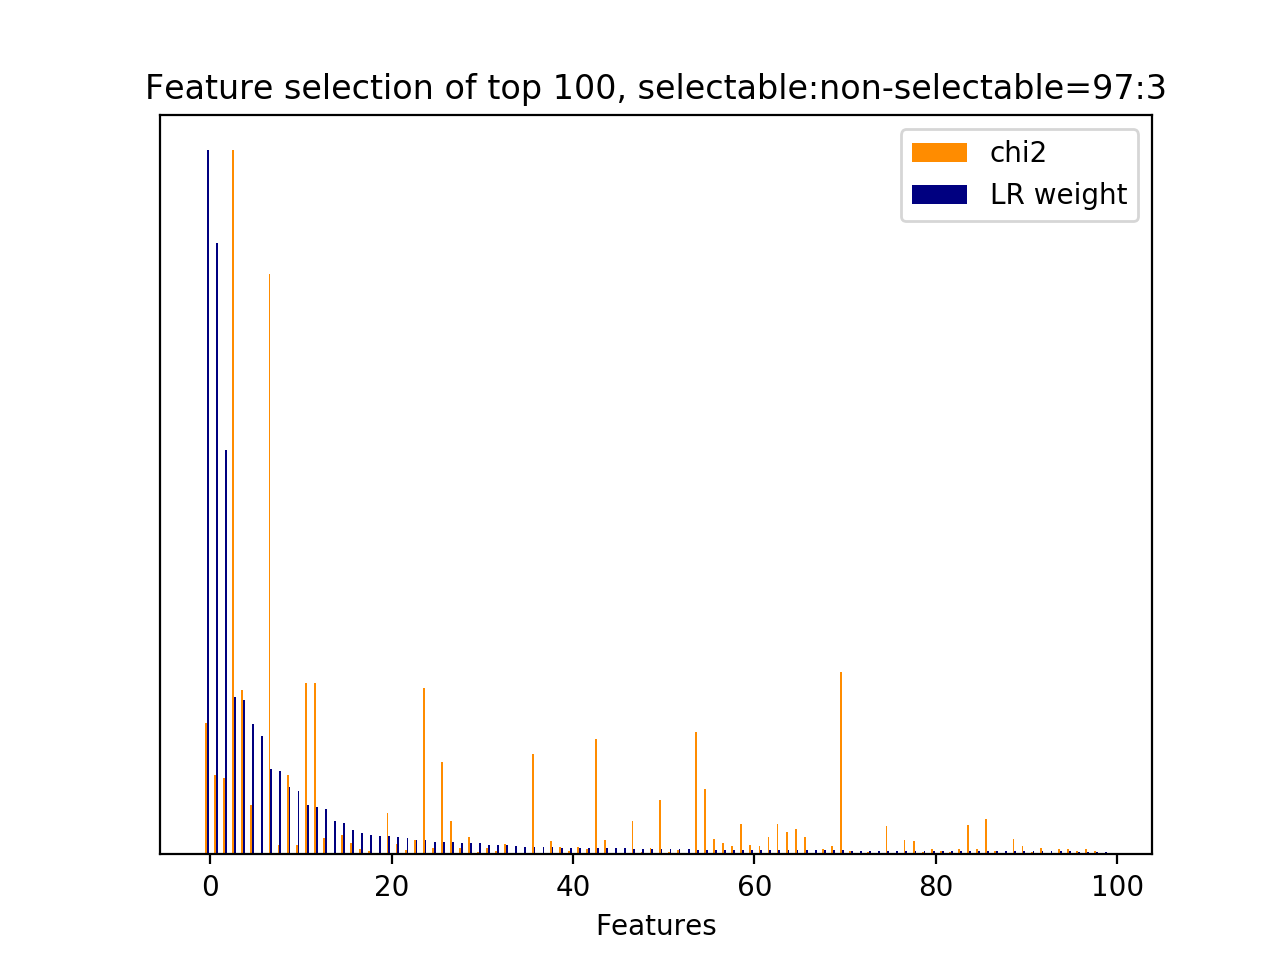 Feature selection of top 100, selectable:non-selectable=97:3
chi2
LR weight
0 20 40 60 80 100
Features